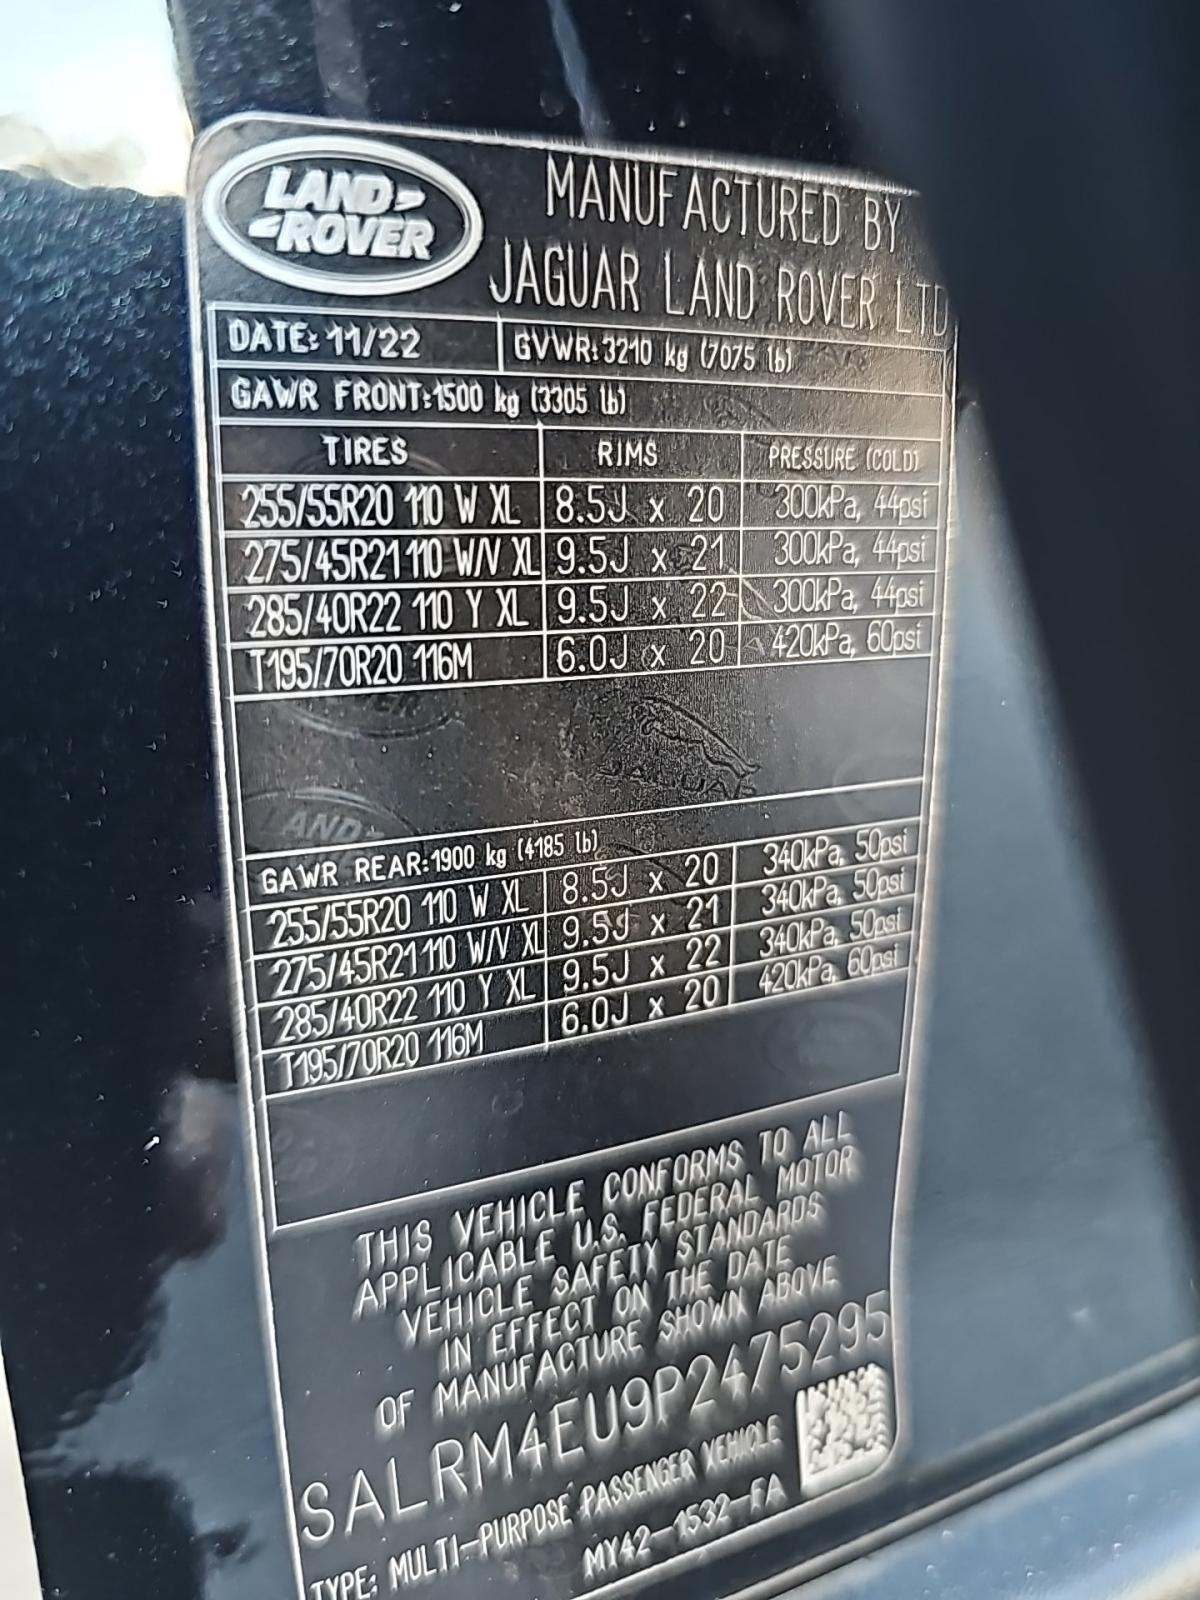 LAND
ROVER
MANUFACTURED BY
JAGUAR LAND ROVER LTD
DATE: 11/22 GVWR: 3210 kg (7075 lb)
GAWR FRONT: 1500 kg (3305 lb)
TIRES RIMS PRESSURE (COLD)
255/55R20 110 W XL 8.5J x 20 300kPa, 44psi
275/45R21 110 W/V XL 9.5J x 21 300kPa, 44psi
285/40R22 110 Y XL 9.5J x 22 300kPa, 44psi
T195/70R20 116M 6.0J x 20 420kPa, 60psi
JAGUAR
GAWR REAR: 1900 kg (4185 lb)
255/55R20 110 W XL 8.5J x 20 340kPa, 50psi
275/45R21 110 W/V XL 9.5J x 21 340kPa, 50psi
285/40R22 110 Y XL 9.5J x 22 340kPa, 50psi
T195/70R20 116M 6.0J x 20 420kPa, 60psi
THIS VEHICLE CONFORMS TO ALL
APPLICABLE U.S. FEDERAL MOTOR
VEHICLE SAFETY STANDARDS
IN EFFECT ON THE DATE
OF MANUFACTURE SHOWN ABOVE
SALRM4EU9P2475295
TYPE: MULTI-PURPOSE PASSENGER VEHICLE
MY42-1532-FA